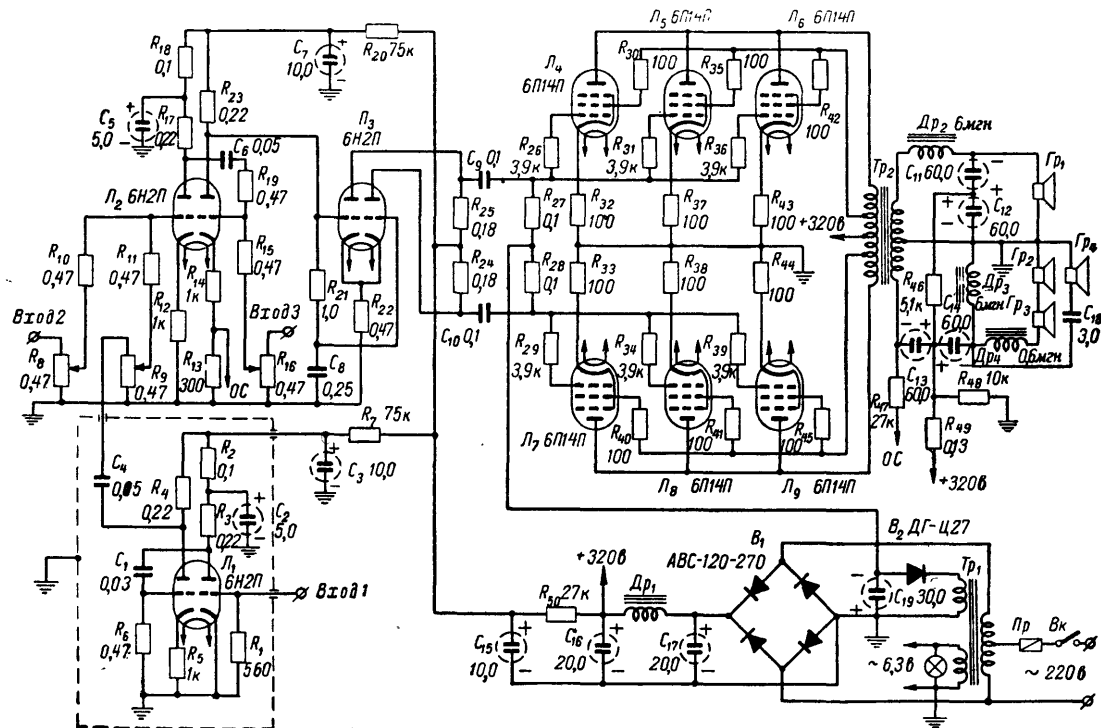 R18
0,1
C7
10,0
R20 75к
Л5 6П14П
Л6 6П14П
R30
100
R35
100
Л4
6П14П
R42
100
C5
5,0
R17
0,22
R23
0,22
C6 0,05
6Н2П
R19
0,47
Л2 6Н2П
C9 0,1
R26
3,9к
R31
3,9к
R36
3,9к
Др2 6мгн
Тр2
C11 60,0
Гр1
C12
60,0
R10
0,47
R11
0,47
R15
0,47
R14
1к
R12
1к
R25
0,18
R27
0,1
R32
100
R37
100
R43
100
+320в
R24
0,18
R28
0,1
R33
100
R38
100
R44
100
R21
1,0
R22
0,47
R46
5,1к
C14
60,0
Др3
6мгн
Гр2
Гр3
Гр4
C18
3,0
Вход2
Вход3
R8
0,47
R9
0,47
R13
300
ОС
R16
0,47
C8
0,25
C10 0,1
R29
3,9к
R34
3,9к
R39
3,9к
C13
60,0
Др4
0,6мгн
R48 10к
R47
27к
ОС
R49
0,13
+320в
R7 75к
Л7 6П14П
R40
100
R41
100
R45
100
Л8 6П14П
Л9 6П14П
C3 10,0
C4
0,05
R2
0,1
R4
0,22
R3
0,22
C2
5,0
C1
0,03
Л1
6Н2П
Вход1
R6
0,47
R5
1к
R1
560
B1
АВС-120-270
B2 ДГ-Ц27
+320в
R50 27к
Др1
C15
10,0
C16
20,0
C17
20,0
C19 30,0
Тр1
~6,3в
Пр
Вк
~220в